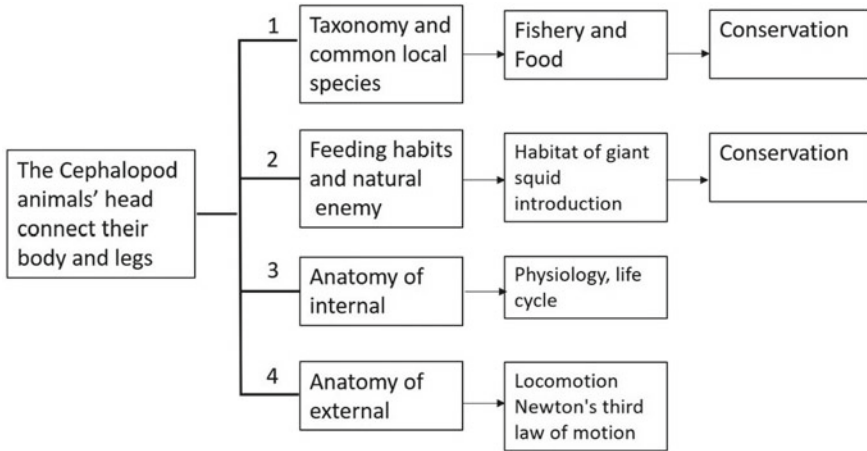 The Cephalopod
animals’ head
connect their
body and legs
1
Taxonomy and
common local
species
Fishery and
Food
Conservation
2
Feeding habits
and natural
enemy
Habitat of giant
squid
introduction
Conservation
3
Anatomy of
internal
Physiology, life
cycle
4
Anatomy of
external
Locomotion
Newton's third
law of motion